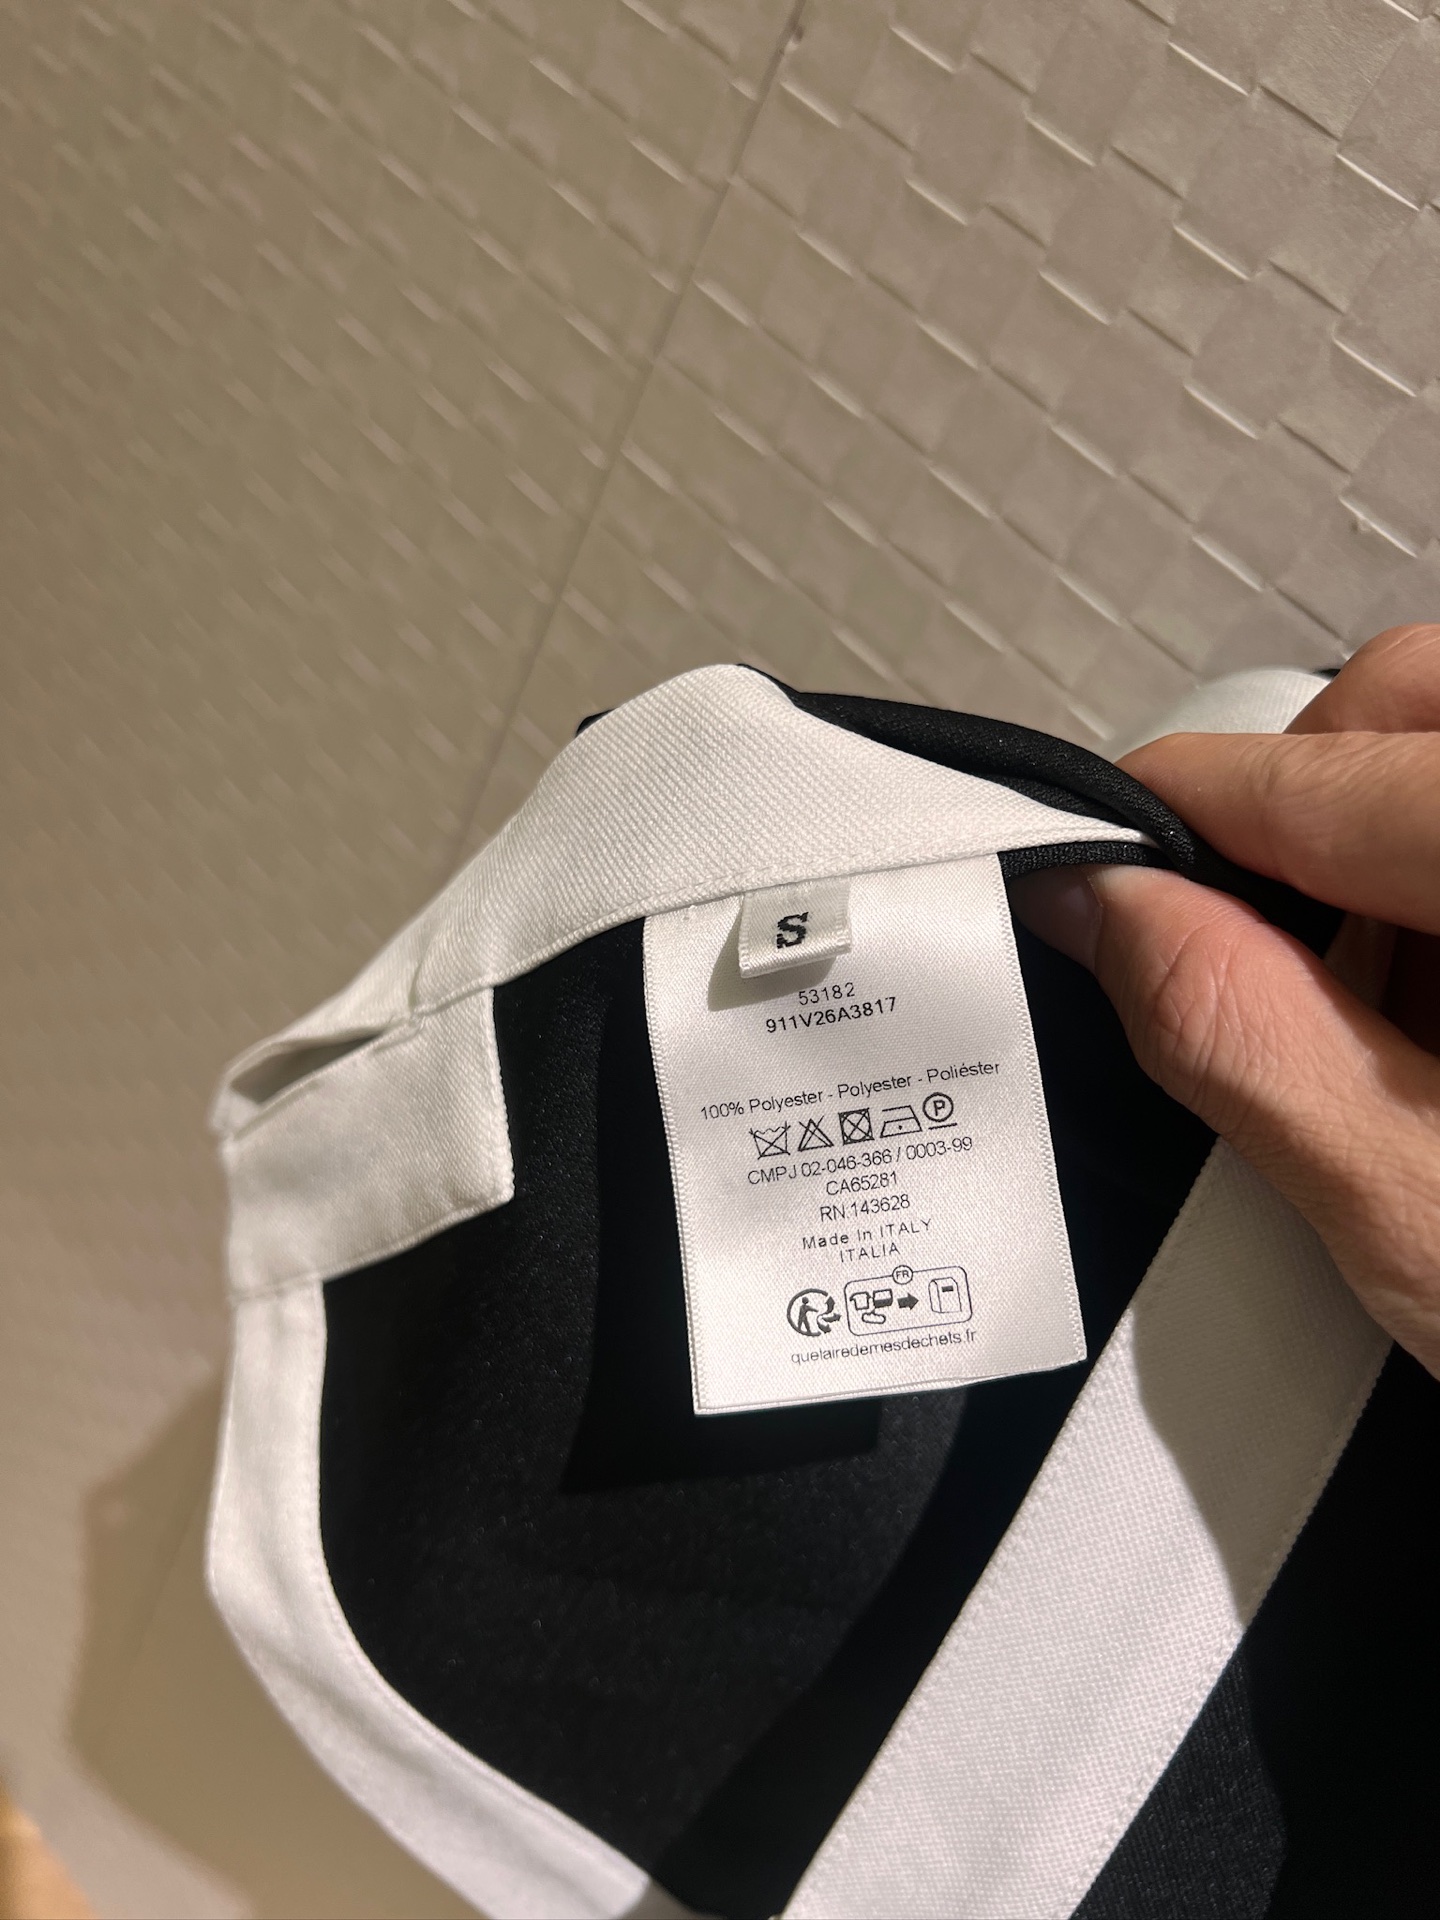 S
53182
911V26A3817
100% Polyester - Polyester - Poliéster
P
CMPJ 02-046-366 / 0003-99
CA65281
RN:143628
Made In ITALY
ITALIA
FR
quefairedemesdechets.fr